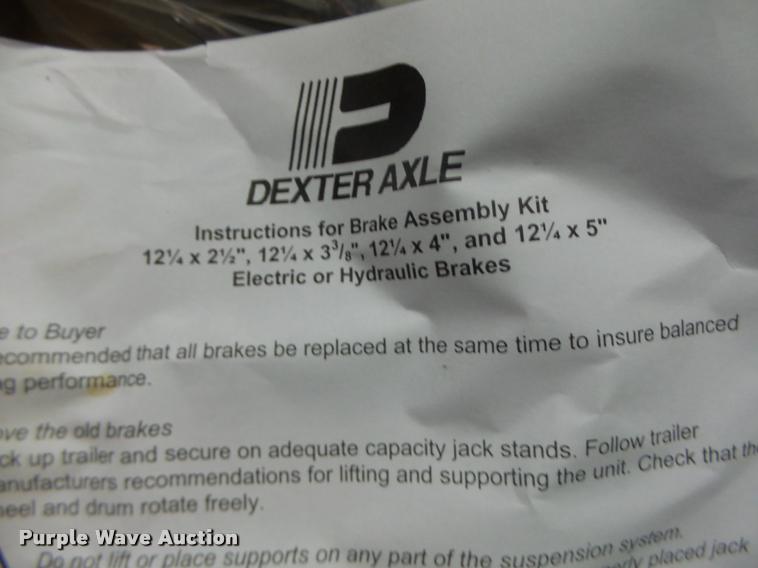 DEXTER AXLE
Instructions for Brake Assembly Kit
12¼ x 2½", 12¼ x 3³/₈", 12¼ x 4", and 12¼ x 5"
Electric or Hydraulic Brakes
e to Buyer
ecommended that all brakes be replaced at the same time to insure balanced
ng performance.
ove the old brakes
ck up trailer and secure on adequate capacity jack stands. Follow trailer
anufacturers recommendations for lifting and supporting the unit. Check that the
heel and drum rotate freely.
Do not lift or place supports on any part of the suspension system.
placed jack
Purple Wave Auction